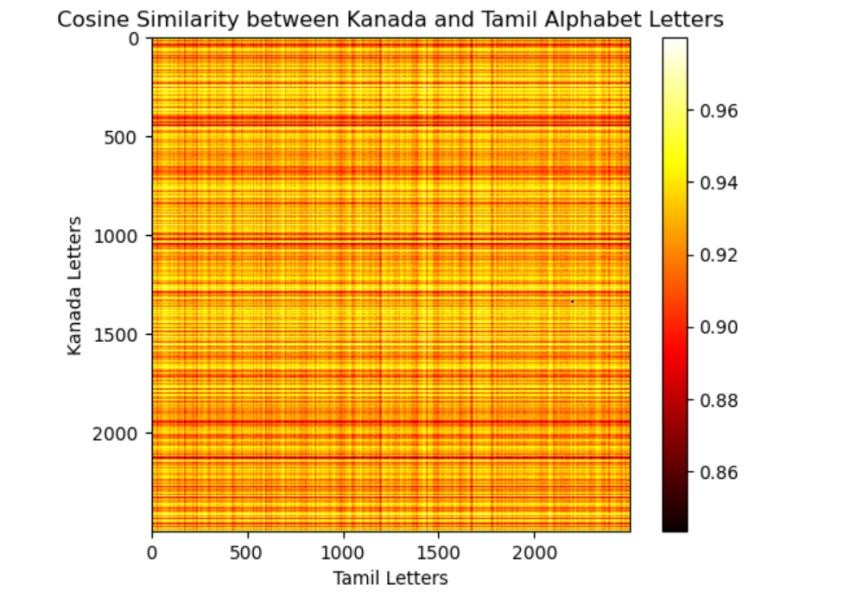 Cosine Similarity between Kanada and Tamil Alphabet Letters
0
500
1000
1500
2000
Kanada Letters
0 500 1000 1500 2000
Tamil Letters
0.96
0.94
0.92
0.90
0.88
0.86